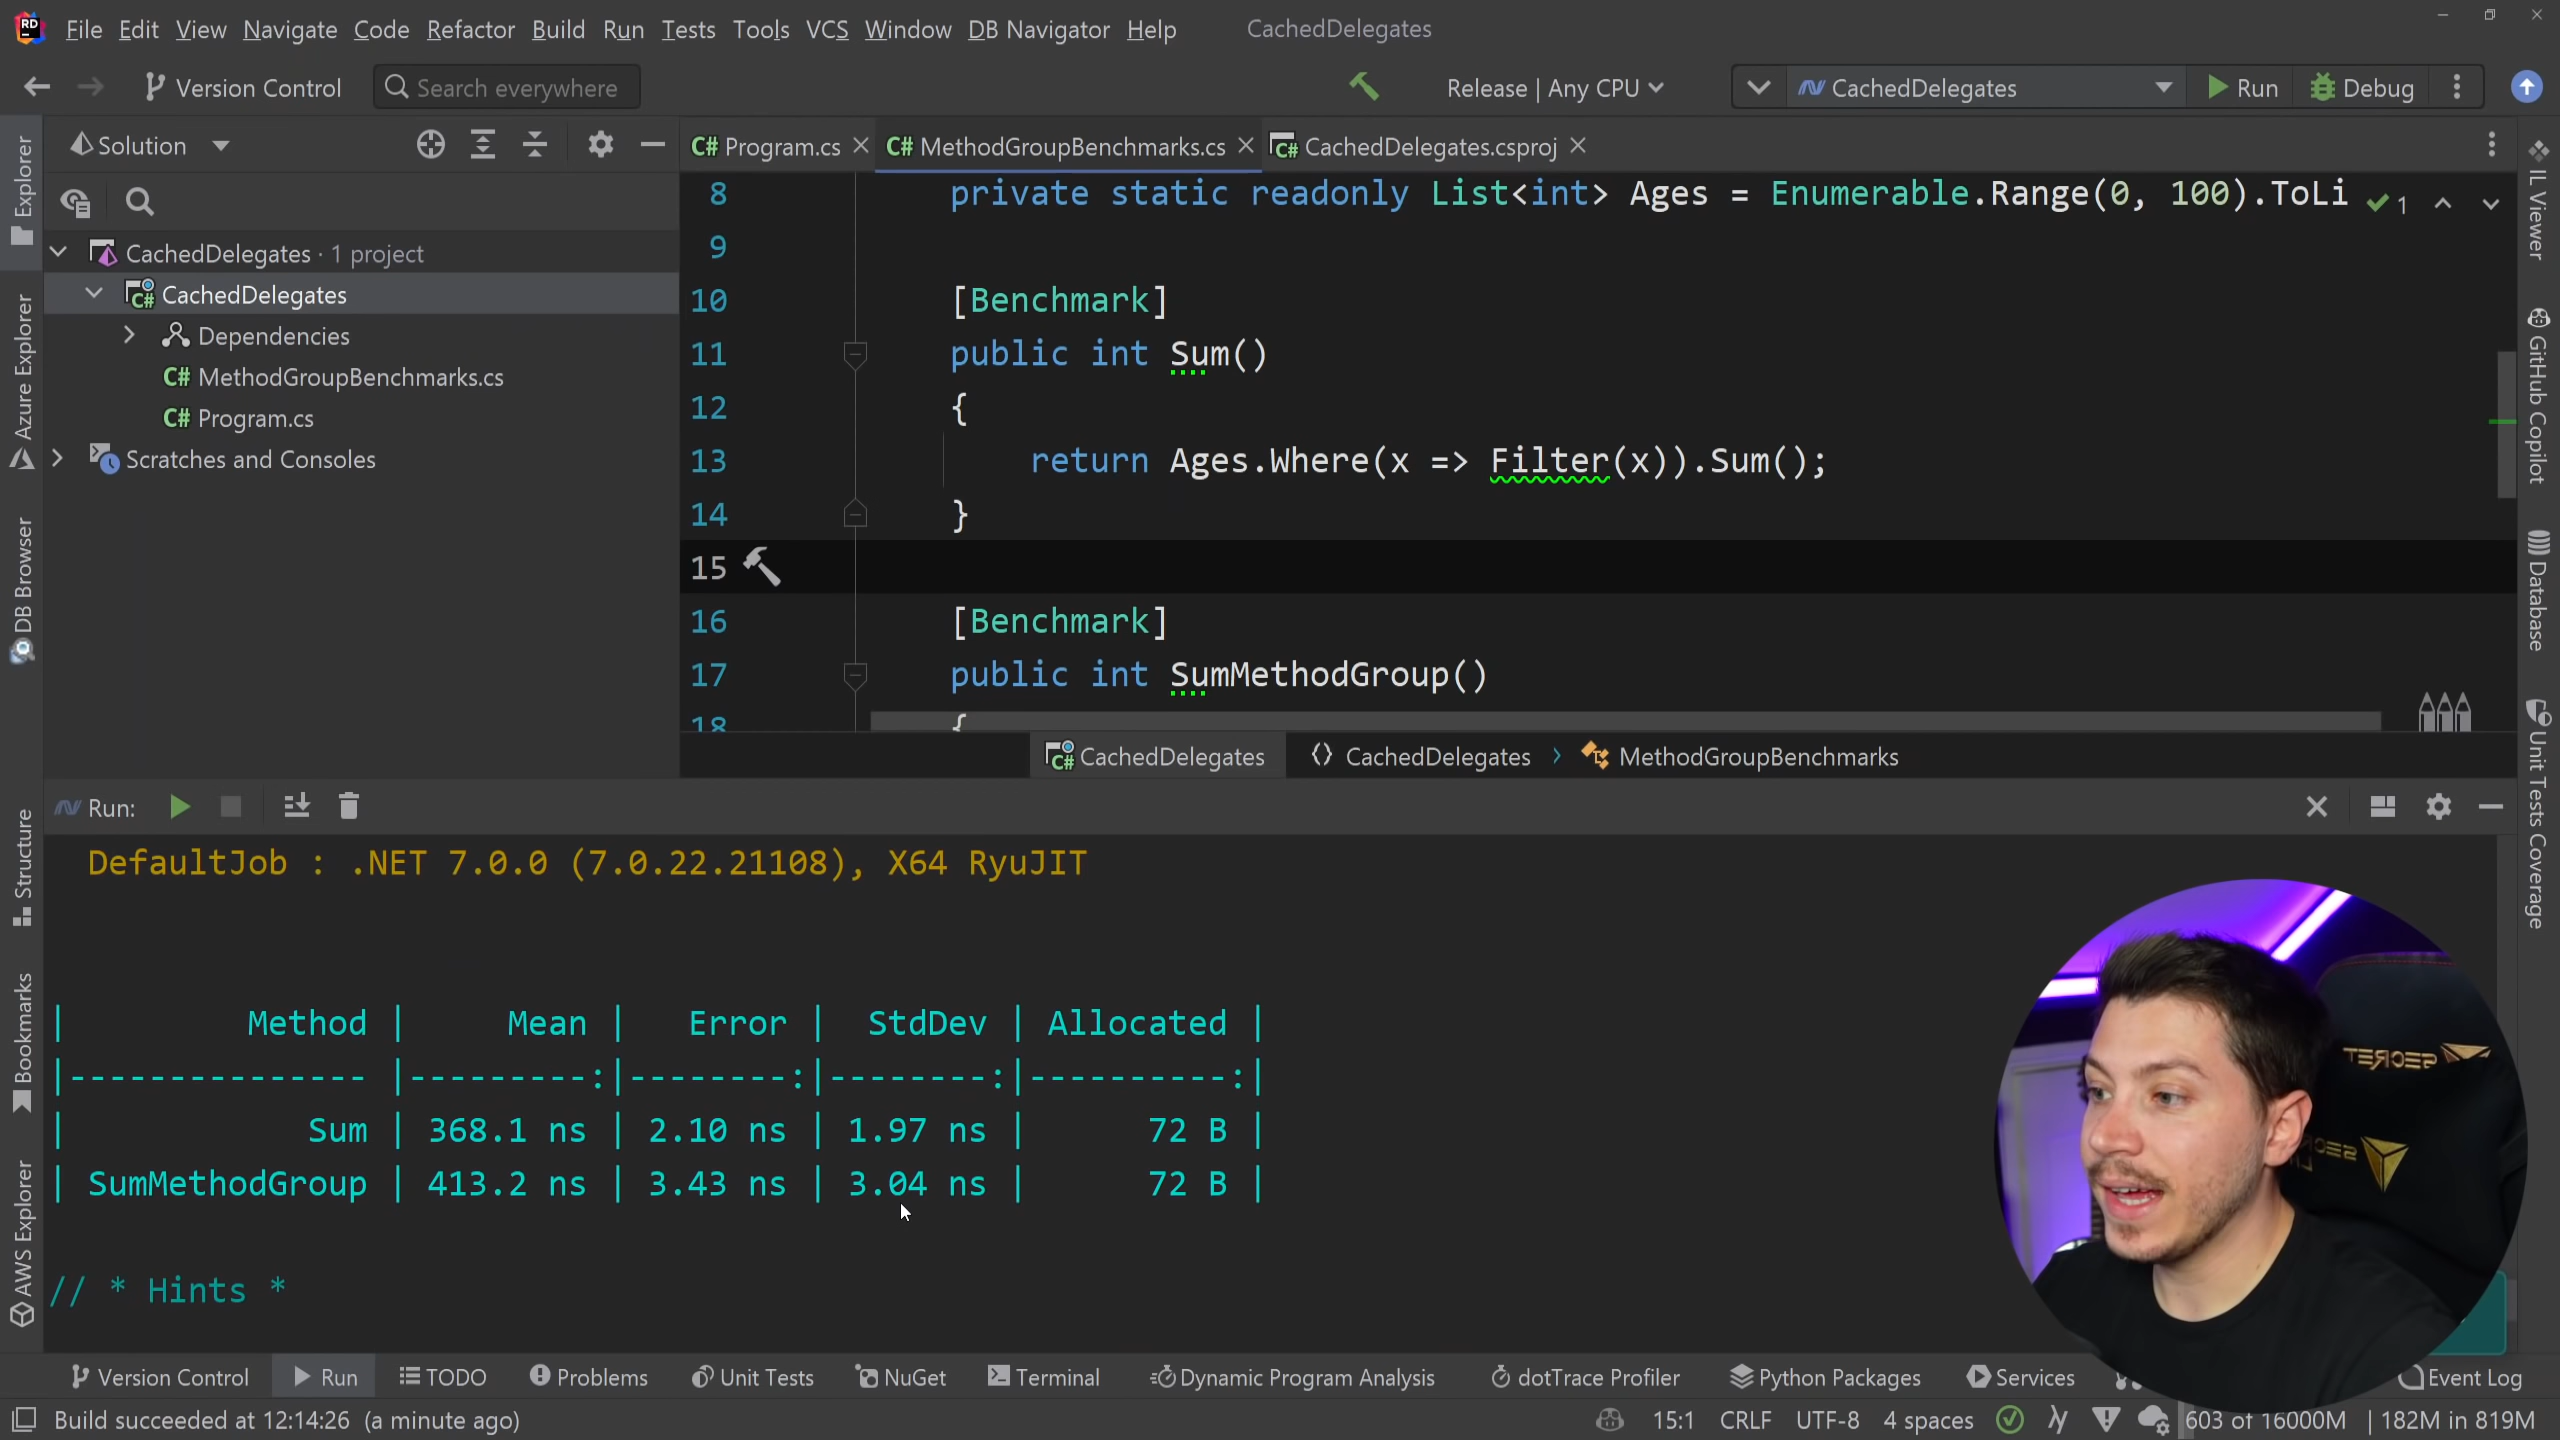 File Edit View Navigate Code Refactor Build Run Tests Tools VCS Window DB Navigator Help CachedDelegates
Version Control Search everywhere Release | Any CPU CachedDelegates Run Debug
Explorer
Azure Explorer
DB Browser
Structure
Bookmarks
AWS Explorer
Solution
CachedDelegates · 1 project
CachedDelegates
Dependencies
C# MethodGroupBenchmarks.cs
C# Program.cs
Scratches and Consoles
C# Program.cs C# MethodGroupBenchmarks.cs CachedDelegates.csproj
8 private static readonly List<int> Ages = Enumerable.Range(0, 100).ToLi 1
9
10 [Benchmark]
11 public int Sum()
12 {
13 return Ages.Where(x => Filter(x)).Sum();
14 }
15
16 [Benchmark]
17 public int SumMethodGroup()
18 {
CachedDelegates CachedDelegates > MethodGroupBenchmarks
IL Viewer
GitHub Copilot
Database
Unit Tests Coverage
Run:
DefaultJob : .NET 7.0.0 (7.0.22.21108), X64 RyuJIT
| Method | Mean | Error | StdDev | Allocated |
|--------------- |---------:|--------:|--------:|----------:|
| Sum | 368.1 ns | 2.10 ns | 1.97 ns | 72 B |
| SumMethodGroup | 413.2 ns | 3.43 ns | 3.04 ns | 72 B |
// * Hints *
SECRET
Version Control Run TODO Problems Unit Tests NuGet Terminal Dynamic Program Analysis dotTrace Profiler Python Packages Services Event Log
Build succeeded at 12:14:26 (a minute ago) 15:1 CRLF UTF-8 4 spaces 603 of 16000M 182M in 819M